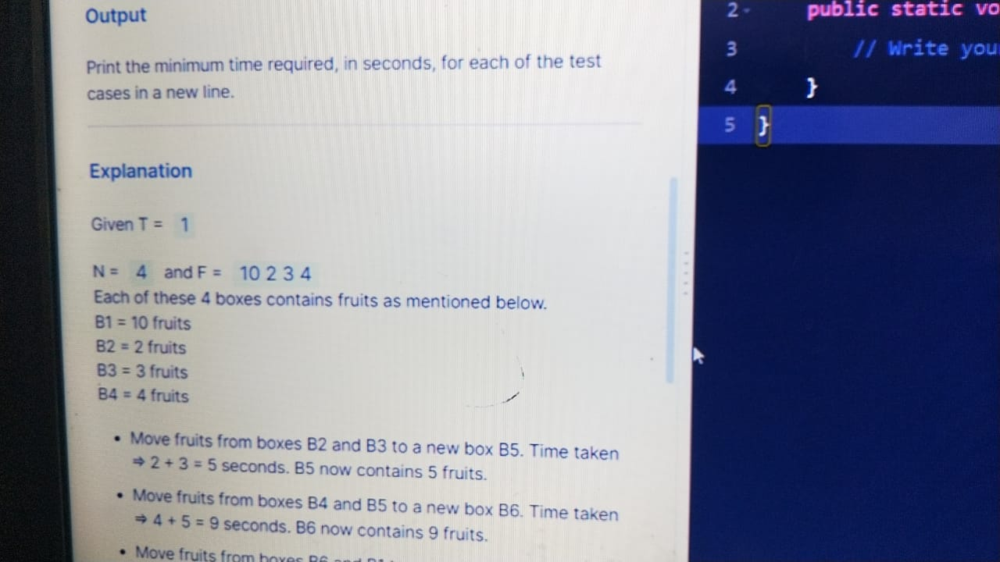 Output
Print the minimum time required, in seconds, for each of the test
cases in a new line.
Explanation
Given T = 1
N = 4 and F = 10 2 3 4
Each of these 4 boxes contains fruits as mentioned below.
B1 = 10 fruits
B2 = 2 fruits
B3 = 3 fruits
B4 = 4 fruits
• Move fruits from boxes B2 and B3 to a new box B5. Time taken
⇒ 2 + 3 = 5 seconds. B5 now contains 5 fruits.
• Move fruits from boxes B4 and B5 to a new box B6. Time taken
⇒ 4 + 5 = 9 seconds. B6 now contains 9 fruits.
• Move fruits from boxes B6 and
2 public static vo
3 // Write you
4 }
5 }